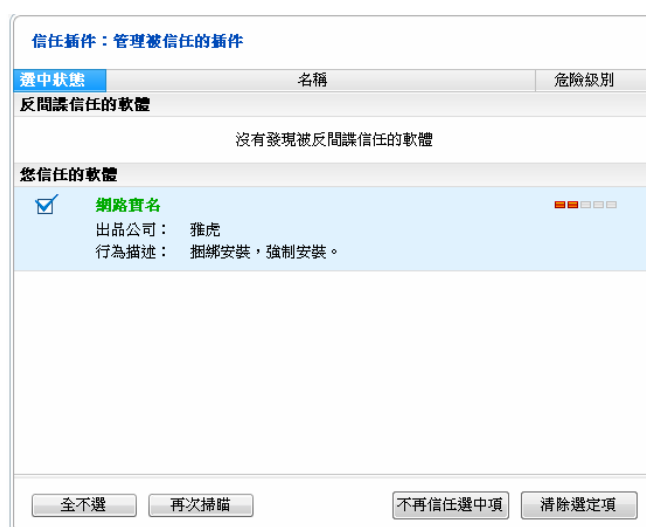 信任插件：管理被信任的插件
選中狀態 名稱 危險級別
反間諜信任的軟體
沒有發現被反間諜信任的軟體
您信任的軟體
網路實名
出品公司： 雅虎
行為描述： 捆綁安裝，強制安裝。
全不選 再次掃瞄 不再信任選中項 清除選定項